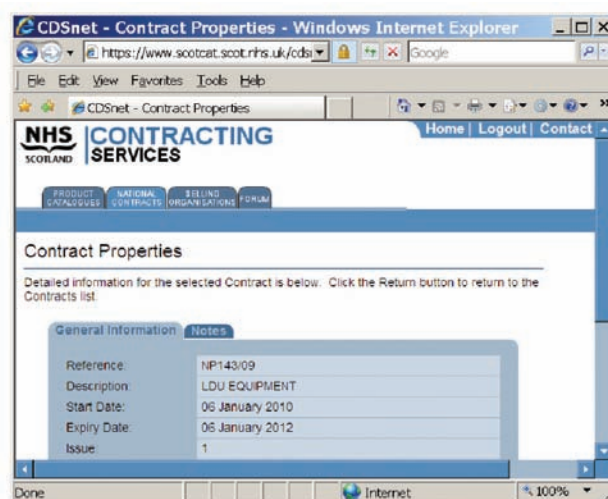 CDSnet - Contract Properties - Windows Internet Explorer
https://www.scotcat.scot.nhs.uk/cds
Google
File Edit View Favorites Tools Help
CDSnet - Contract Properties
NHS SCOTLAND
CONTRACTING SERVICES
Home | Logout | Contact
PRODUCT CATALOGUES
NATIONAL CONTRACTS
SELLING ORGANISATIONS
FORUM
Contract Properties
Detailed information for the selected Contract is below. Click the Return button to return to the
Contracts list.
General Information Notes
Reference: NP143/09
Description: LDU EQUIPMENT
Start Date: 06 January 2010
Expiry Date: 06 January 2012
Issue: 1
Done Internet 100%